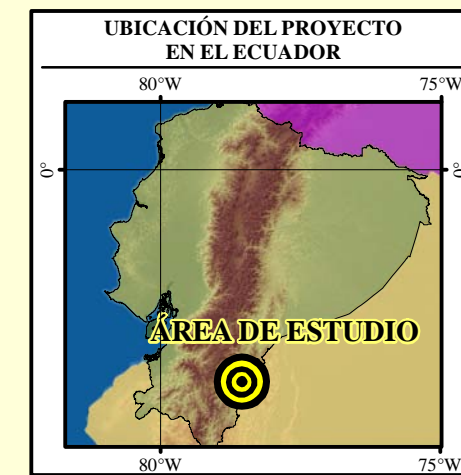 UBICACIÓN DEL PROYECTO
EN EL ECUADOR
80°W 75°W
0° 0°
ÁREA DE ESTUDIO
80°W 75°W